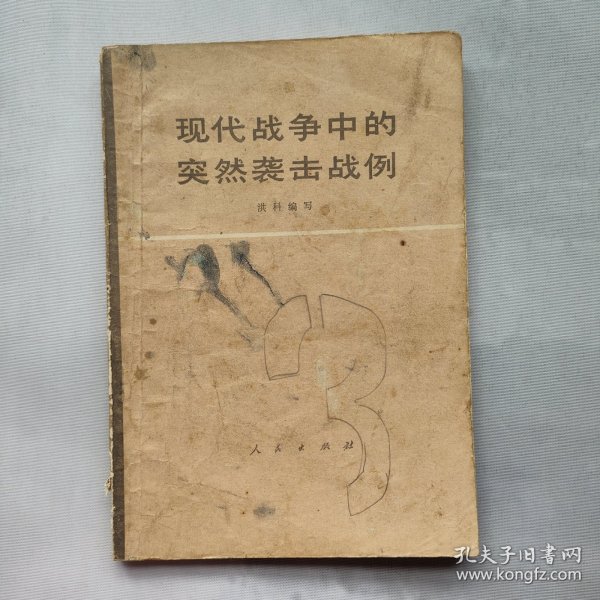 现代战争中的
突然袭击战例
洪科编写
人民出版社
孔夫子旧书网
www.kongfz.com